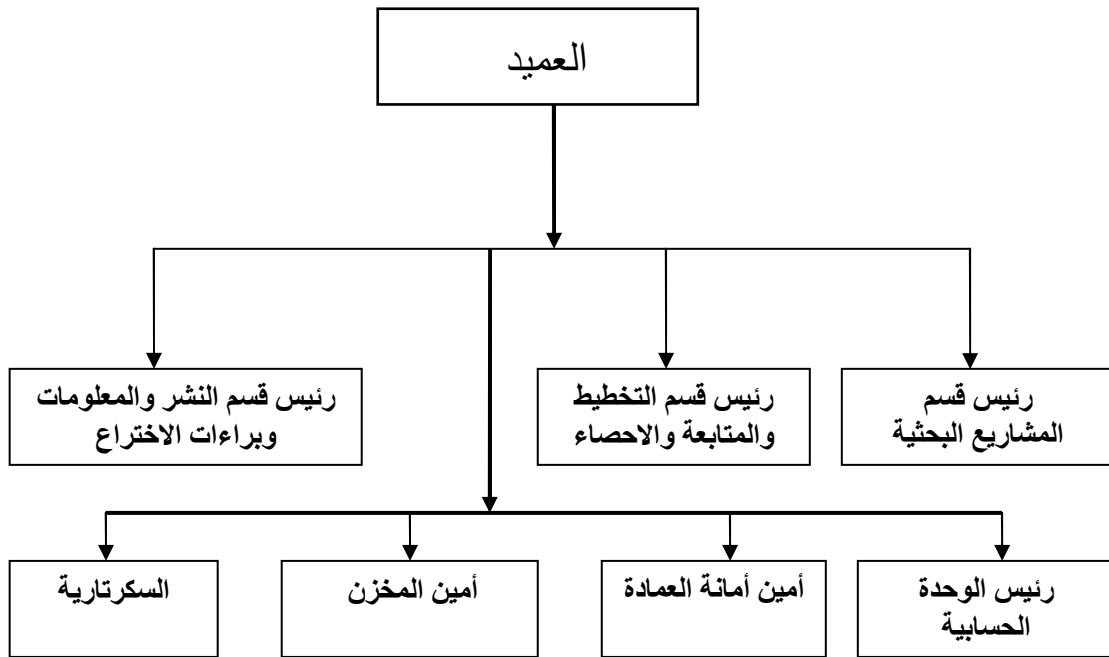 العميد
رئيس قسم
المشاريع البحثية
رئيس قسم التخطيط
والمتابعة والاحصاء
رئيس قسم النشر والمعلومات
وبراءات الاختراع
رئيس الوحدة
الحسابية
أمين أمانة العمادة
أمين المخزن
السكرتارية